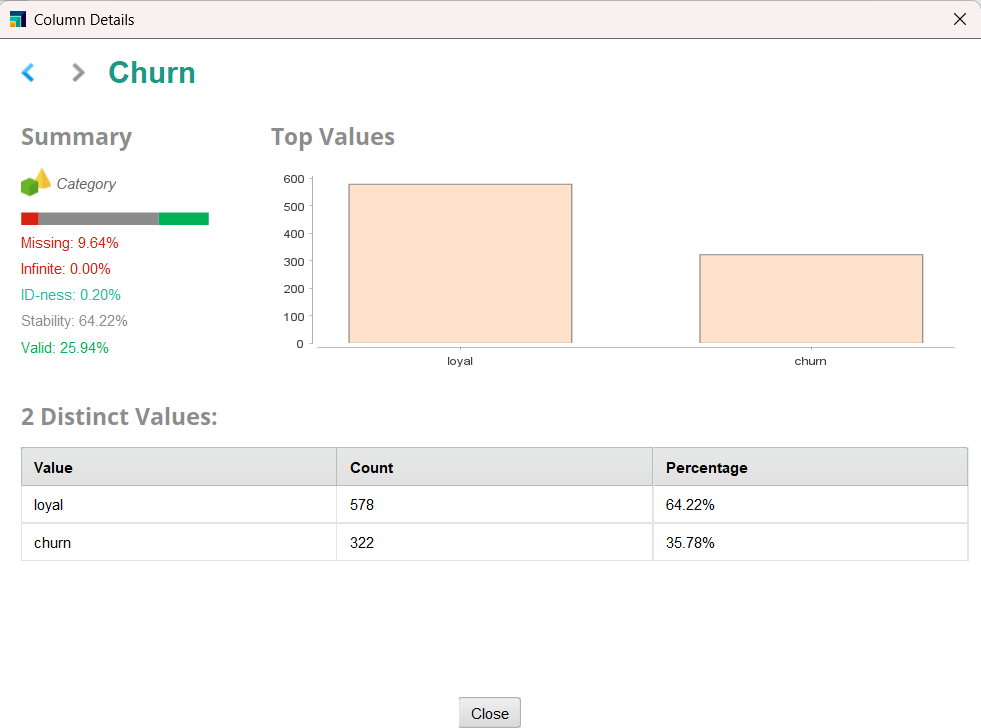 Column Details
Churn
Summary
Category
Missing: 9.64%
Infinite: 0.00%
ID-ness: 0.20%
Stability: 64.22%
Valid: 25.94%
Top Values
600
500
400
300
200
100
0
loyal churn
2 Distinct Values:
Value Count Percentage
loyal 578 64.22%
churn 322 35.78%
Close